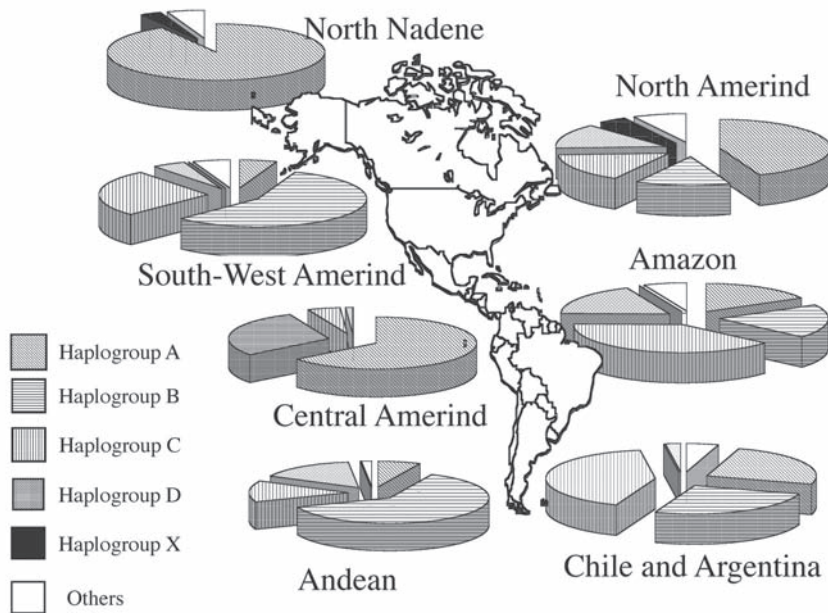 North Nadene
North Amerind
South-West Amerind
Amazon
Central Amerind
Andean
Chile and Argentina
Haplogroup A
Haplogroup B
Haplogroup C
Haplogroup D
Haplogroup X
Others